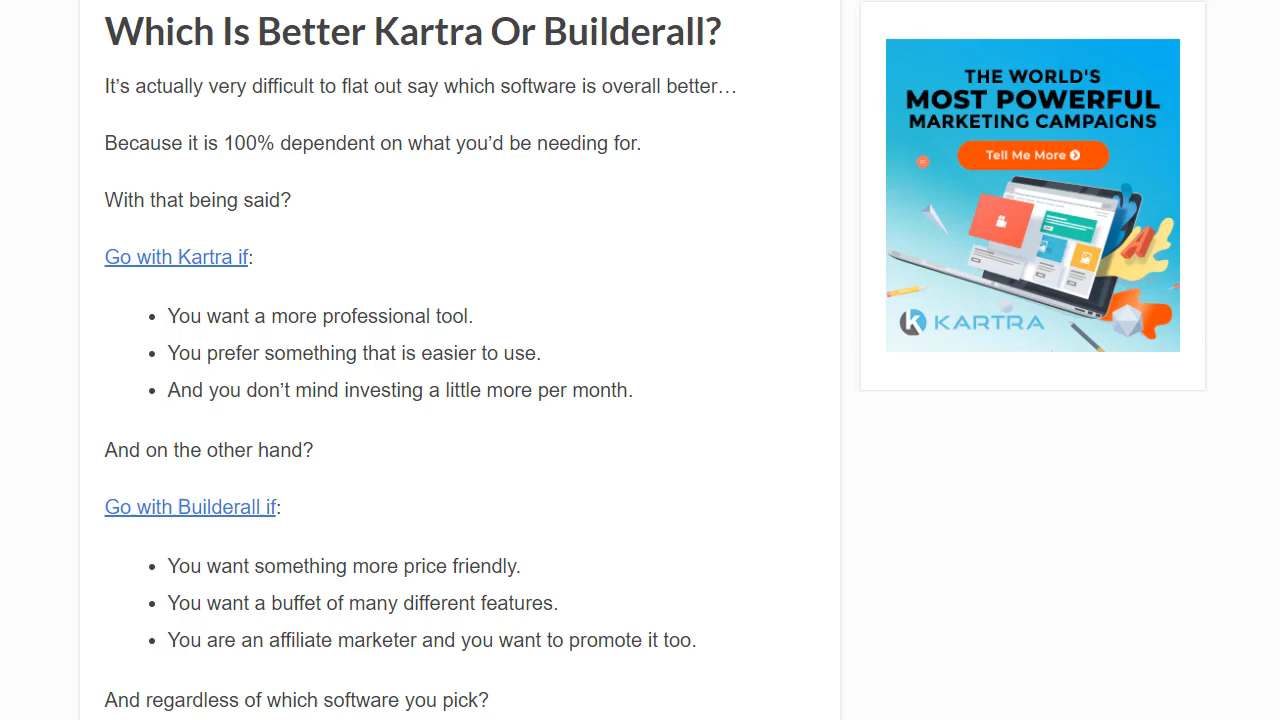 Which Is Better Kartra Or Builderall?
It's actually very difficult to flat out say which software is overall better…
Because it is 100% dependent on what you'd be needing for.
With that being said?
Go with Kartra if:
You want a more professional tool.
You prefer something that is easier to use.
And you don't mind investing a little more per month.
And on the other hand?
Go with Builderall if:
You want something more price friendly.
You want a buffet of many different features.
You are an affiliate marketer and you want to promote it too.
And regardless of which software you pick?
THE WORLD'S
MOST POWERFUL
MARKETING CAMPAIGNS
Tell Me More
KARTRA